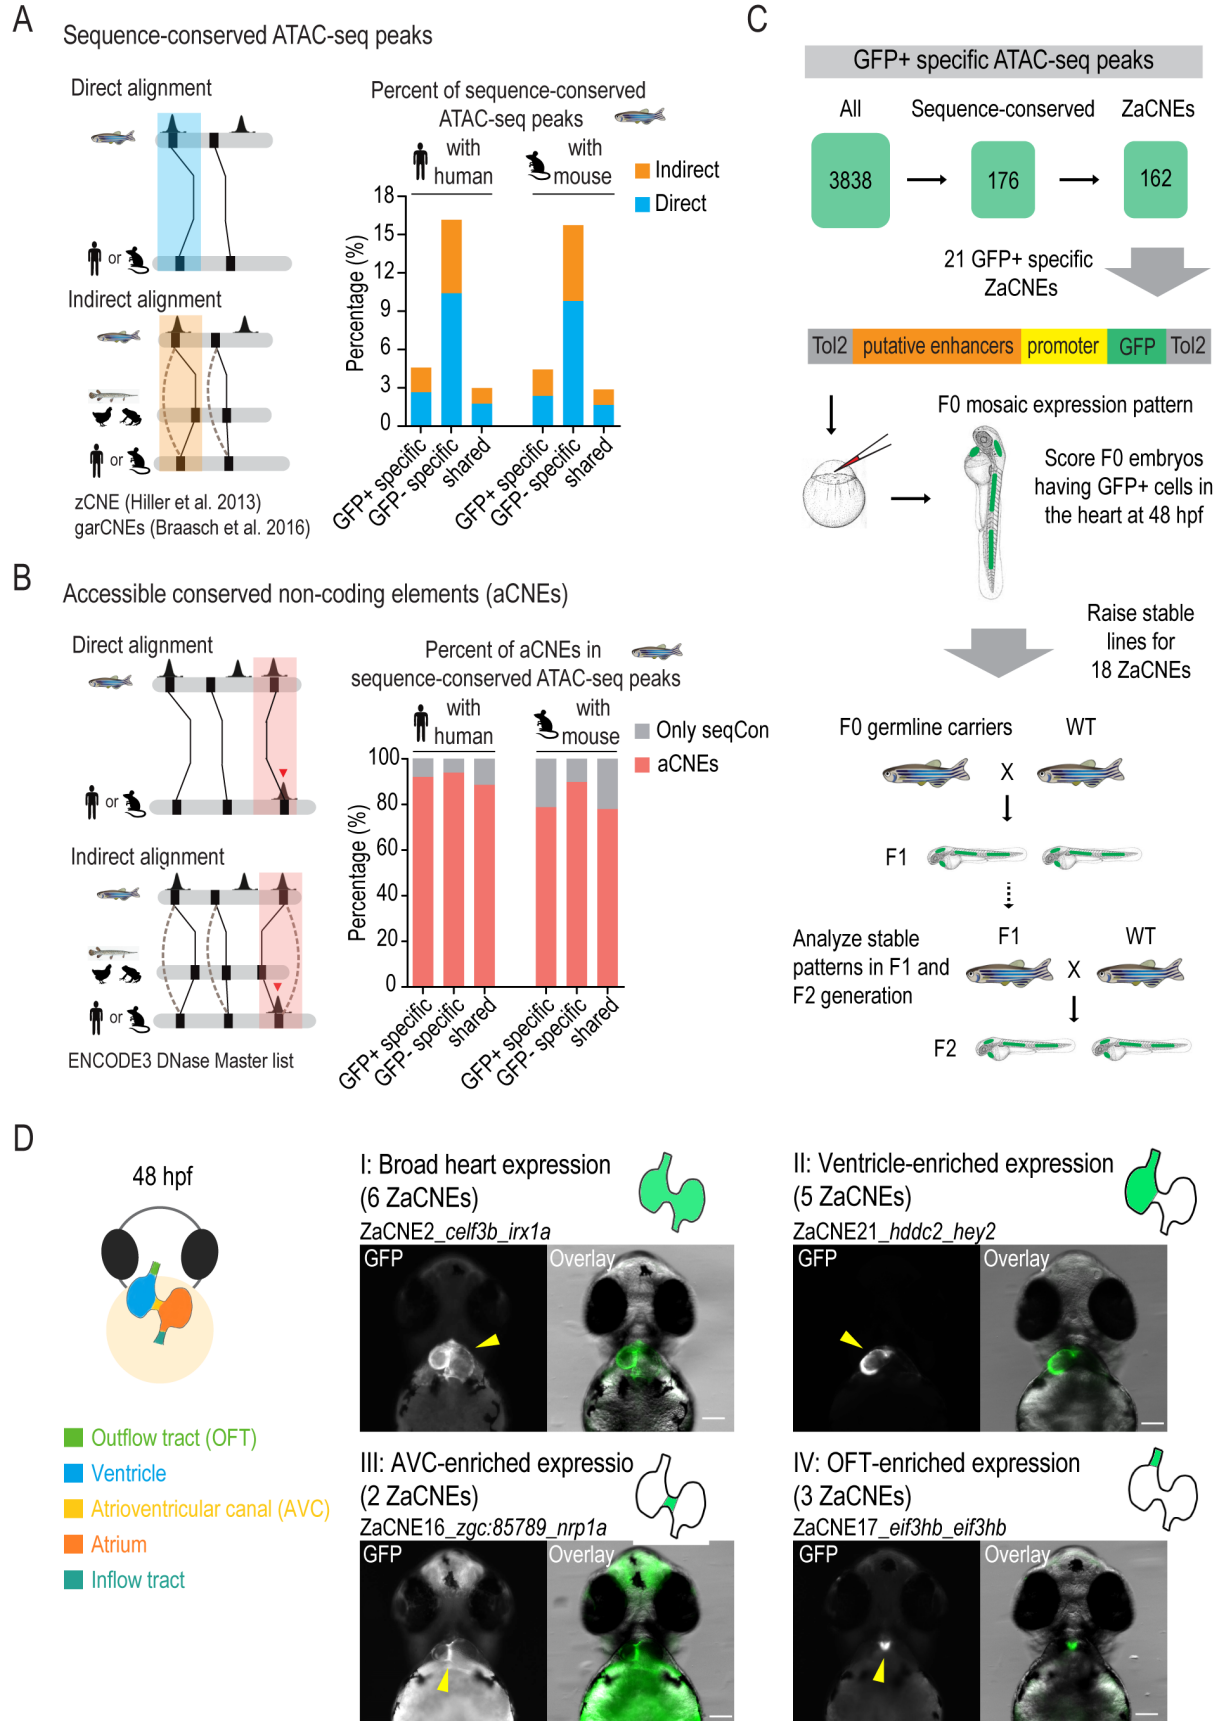 A
Sequence-conserved ATAC-seq peaks
Direct alignment
or
Indirect alignment
or
zCNE (Hiller et al. 2013)
garCNEs (Braasch et al. 2016)
Percent of sequence-conserved
ATAC-seq peaks
with
human
with
mouse
Indirect
Direct
Percentage (%)
18
15
12
9
6
3
0
GFP+ specific
GFP- specific
shared
GFP+ specific
GFP- specific
shared
B
Accessible conserved non-coding elements (aCNEs)
Direct alignment
or
Indirect alignment
or
ENCODE3 DNase Master list
Percent of aCNEs in
sequence-conserved ATAC-seq peaks
with
human
with
mouse
Only seqCon
aCNEs
Percentage (%)
100
80
60
40
20
0
GFP+ specific
GFP- specific
shared
GFP+ specific
GFP- specific
shared
C
GFP+ specific ATAC-seq peaks
All
Sequence-conserved
ZaCNEs
3838
176
162
21 GFP+ specific
ZaCNEs
Tol2 putative enhancers promoter GFP Tol2
F0 mosaic expression pattern
Score F0 embryos
having GFP+ cells in
the heart at 48 hpf
Raise stable
lines for
18 ZaCNEs
F0 germline carriers
WT
X
F1
Analyze stable
patterns in F1 and
F2 generation
F1
WT
X
F2
D
48 hpf
Outflow tract (OFT)
Ventricle
Atrioventricular canal (AVC)
Atrium
Inflow tract
I: Broad heart expression
(6 ZaCNEs)
ZaCNE2_celf3b_irx1a
GFP
Overlay
II: Ventricle-enriched expression
(5 ZaCNEs)
ZaCNE21_hddc2_hey2
GFP
Overlay
III: AVC-enriched expressio
(2 ZaCNEs)
ZaCNE16_zgc:85789_nrp1a
GFP
Overlay
IV: OFT-enriched expression
(3 ZaCNEs)
ZaCNE17_eif3hb_eif3hb
GFP
Overlay